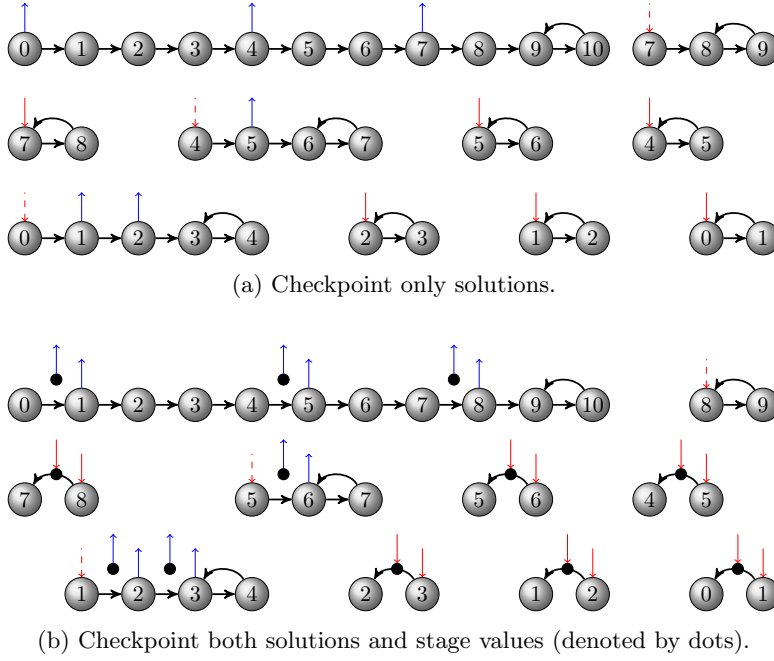 0 1 2 3 4 5 6 7 8 9 10 7 8 9
7 8 4 5 6 7 5 6 4 5
0 1 2 3 4 2 3 1 2 0 1
(a) Checkpoint only solutions.
0 1 2 3 4 5 6 7 8 9 10 8 9
7 8 5 6 7 5 6 4 5
1 2 3 4 2 3 1 2 0 1
(b) Checkpoint both solutions and stage values (denoted by dots).